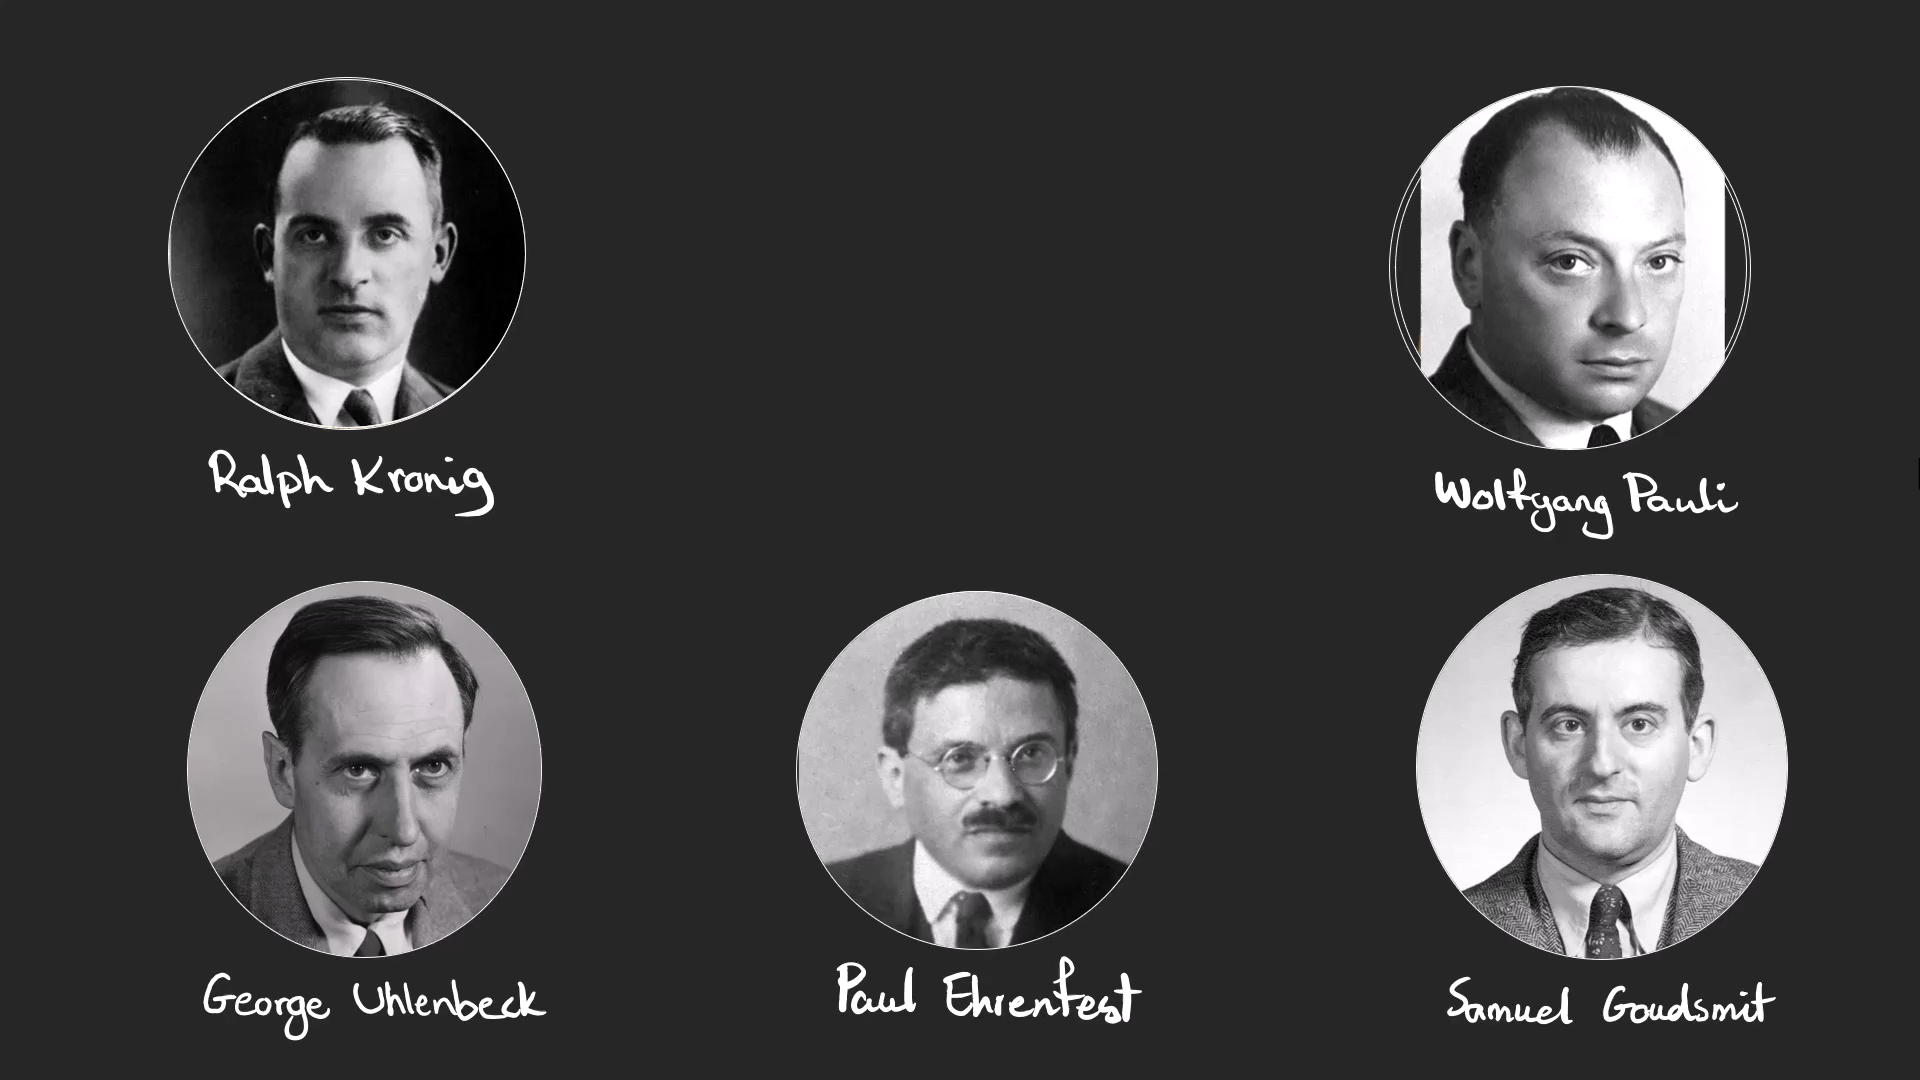 Ralph Kronig
Wolfgang Pauli
George Uhlenbeck
Paul Ehrenfest
Samuel Goudsmit